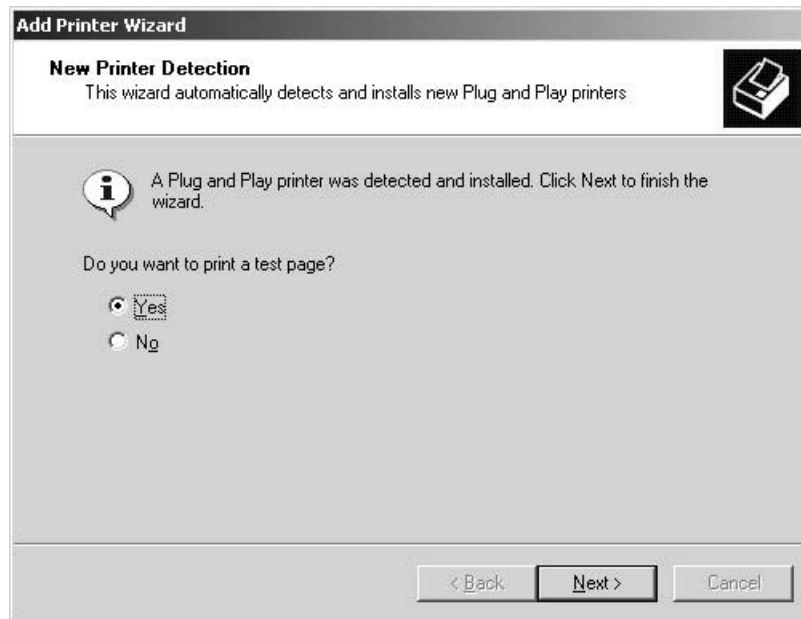 Add Printer Wizard
New Printer Detection
This wizard automatically detects and installs new Plug and Play printers
A Plug and Play printer was detected and installed. Click Next to finish the
wizard.
Do you want to print a test page?
Yes
No
< Back Next > Cancel